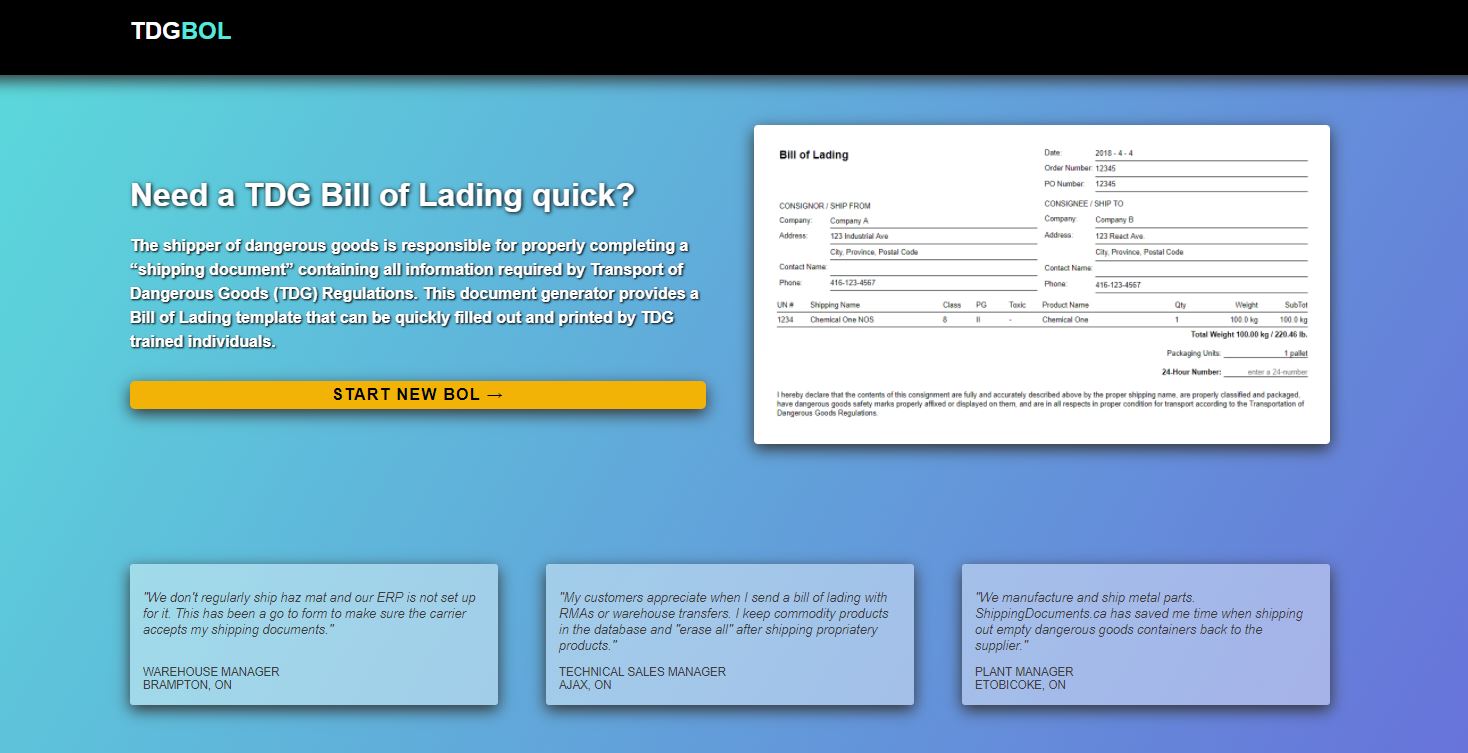 TDGBOL
Need a TDG Bill of Lading quick?
The shipper of dangerous goods is responsible for properly completing a
“shipping document” containing all information required by Transport of
Dangerous Goods (TDG) Regulations. This document generator provides a
Bill of Lading template that can be quickly filled out and printed by TDG
trained individuals.
START NEW BOL →
Bill of Lading
Date: 2018 - 4 - 4
Order Number: 12345
PO Number: 12345
CONSIGNOR / SHIP FROM
Company: Company A
Address: 123 Industrial Ave
City, Province, Postal Code
Contact Name:
Phone: 416-123-4567
CONSIGNEE / SHIP TO
Company: Company B
Address: 123 React Ave.
City, Province, Postal Code
Contact Name:
Phone: 416-123-4567
UN # Shipping Name Class PG Toxic Product Name Qty Weight SubTot
1234 Chemical One NOS 8 II - Chemical One 1 100.0 kg 100.0 kg
Total Weight 100.00 kg / 220.46 lb.
Packaging Units: 1 pallet
24-Hour Number: enter a 24-number
I hereby declare that the contents of this consignment are fully and accurately described above by the proper shipping name, are properly classified and packaged,
have dangerous goods safety marks properly affixed or displayed on them, and are in all respects in proper condition for transport according to the Transportation of
Dangerous Goods Regulations.
"We don't regularly ship haz mat and our ERP is not set up
for it. This has been a go to form to make sure the carrier
accepts my shipping documents."
WAREHOUSE MANAGER
BRAMPTON, ON
"My customers appreciate when I send a bill of lading with
RMAs or warehouse transfers. I keep commodity products
in the database and "erase all" after shipping propriatery
products."
TECHNICAL SALES MANAGER
AJAX, ON
"We manufacture and ship metal parts.
ShippingDocuments.ca has saved me time when shipping
out empty dangerous goods containers back to the
supplier."
PLANT MANAGER
ETOBICOKE, ON